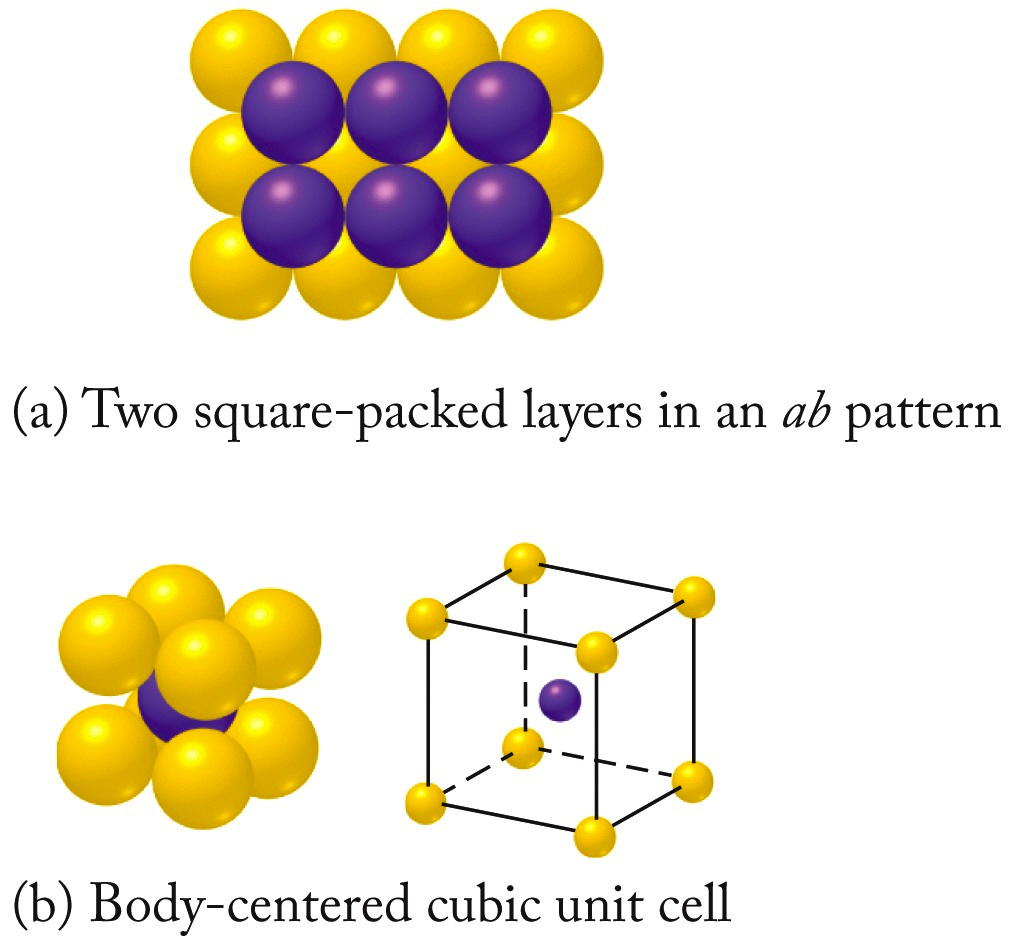 (a) Two square-packed layers in an ab pattern
(b) Body-centered cubic unit cell